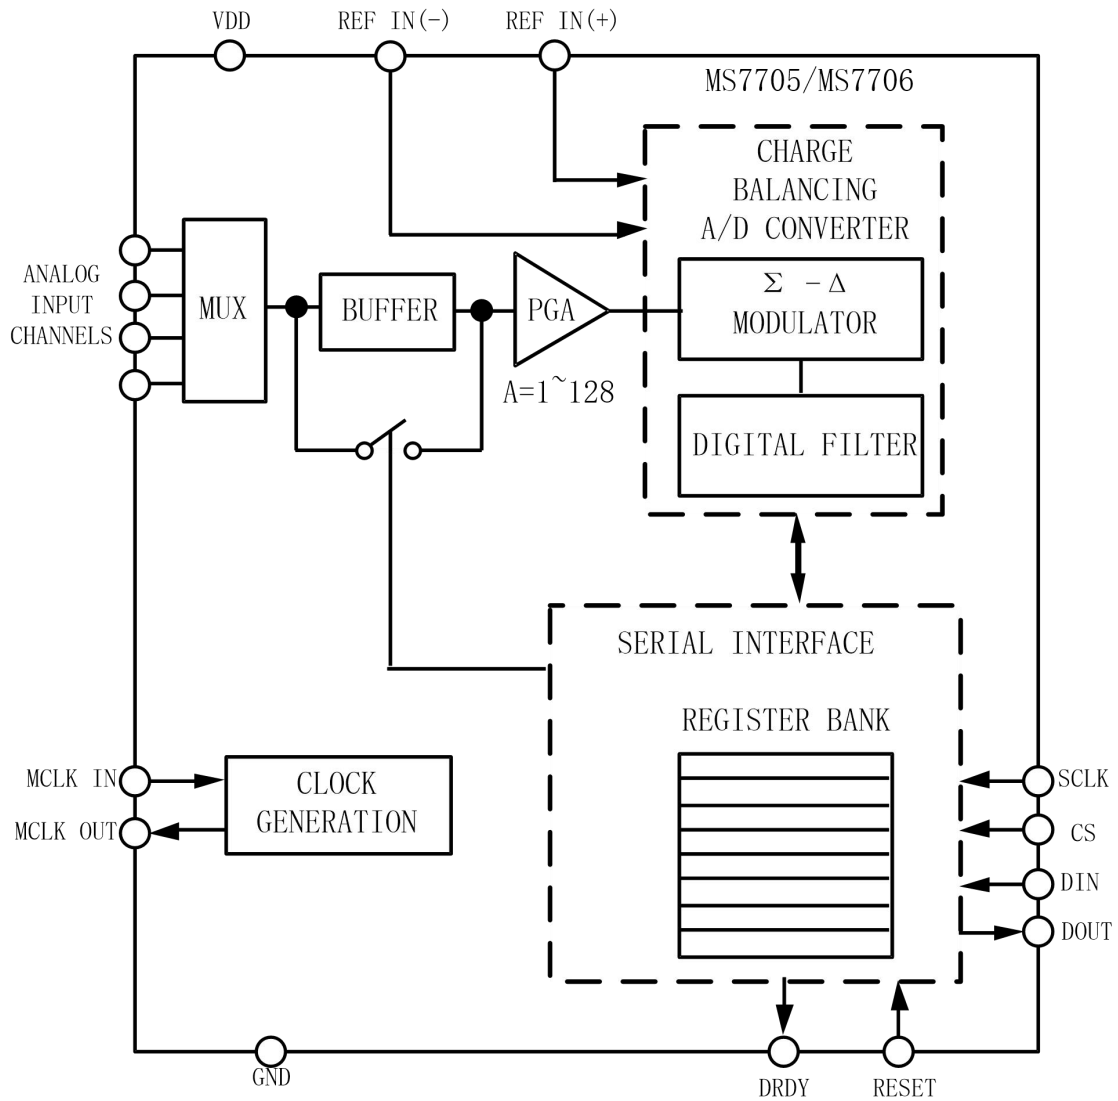 VDD
REF IN(-)
REF IN(+)
MS7705/MS7706
CHARGE
BALANCING
A/D CONVERTER
ANALOG
INPUT
CHANNELS
MUX
BUFFER
PGA
A=1~128
Σ -Δ
MODULATOR
DIGITAL FILTER
SERIAL INTERFACE
REGISTER BANK
MCLK IN
MCLK OUT
CLOCK
GENERATION
SCLK
CS
DIN
DOUT
GND
DRDY
RESET